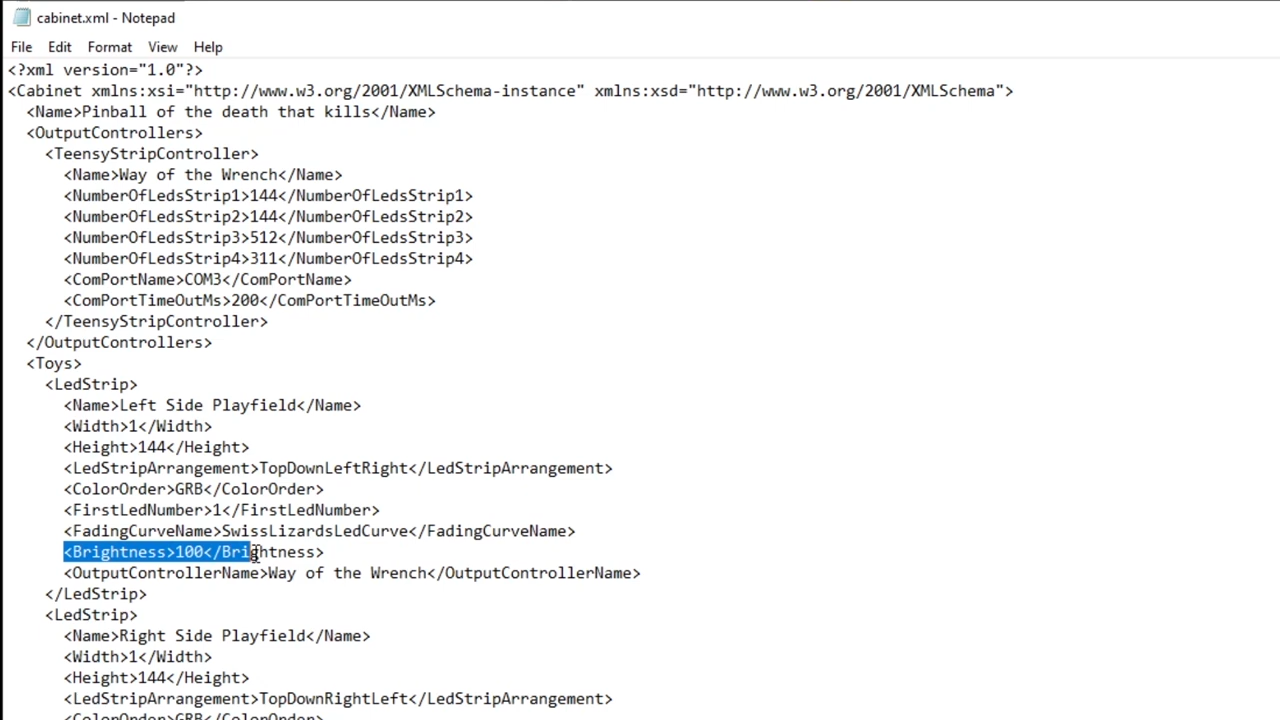 cabinet.xml - Notepad
File Edit Format View Help
<?xml version="1.0"?>
<Cabinet xmlns:xsi="http://www.w3.org/2001/XMLSchema-instance" xmlns:xsd="http://www.w3.org/2001/XMLSchema">
<Name>Pinball of the death that kills</Name>
<OutputControllers>
<TeensyStripController>
<Name>Way of the Wrench</Name>
<NumberOfLedsStrip1>144</NumberOfLedsStrip1>
<NumberOfLedsStrip2>144</NumberOfLedsStrip2>
<NumberOfLedsStrip3>512</NumberOfLedsStrip3>
<NumberOfLedsStrip4>311</NumberOfLedsStrip4>
<ComPortName>COM3</ComPortName>
<ComPortTimeOutMs>200</ComPortTimeOutMs>
</TeensyStripController>
</OutputControllers>
<Toys>
<LedStrip>
<Name>Left Side Playfield</Name>
<Width>1</Width>
<Height>144</Height>
<LedStripArrangement>TopDownLeftRight</LedStripArrangement>
<ColorOrder>GRB</ColorOrder>
<FirstLedNumber>1</FirstLedNumber>
<FadingCurveName>SwissLizardsLedCurve</FadingCurveName>
<Brightness>100</Brightness>
<OutputControllerName>Way of the Wrench</OutputControllerName>
</LedStrip>
<LedStrip>
<Name>Right Side Playfield</Name>
<Width>1</Width>
<Height>144</Height>
<LedStripArrangement>TopDownRightLeft</LedStripArrangement>
<ColorOrder>GRB</ColorOrder>